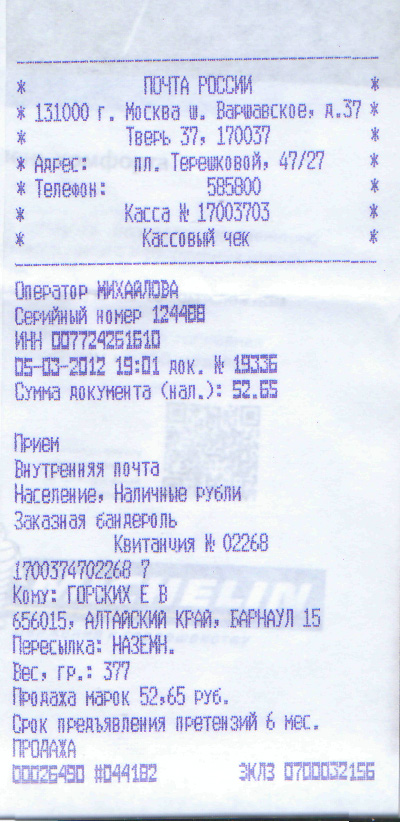 * ПОЧТА РОССИИ *
* 131000 г. Москва ш. Варшавское, д.37 *
* Тверь 37, 170037 *
* Адрес: пл. Терешковой, 47/27 *
* Телефон: 585800 *
* Касса № 17003703 *
* Кассовый чек *
Оператор МИХАЙЛОВА
Серийный номер 124488
ИНН 007724261610
05-03-2012 19:01 док. № 19336
Сумма документа (нал.): 52.65
Прием
Внутренняя почта
Население, Наличные рубли
Заказная бандероль
Квитанция № 02268
1700374702268 7
Кому: ГОРСКИХ Е В
656015, АЛТАЙСКИЙ КРАЙ, БАРНАУЛ 15
Пересылка: НАЗЕМН.
Вес, гр.: 377
Продажа марок 52,65 руб.
Срок предъявления претензий 6 мес.
ПРОДАЖА
00026490 #044182 ЭКЛЗ 0700032156